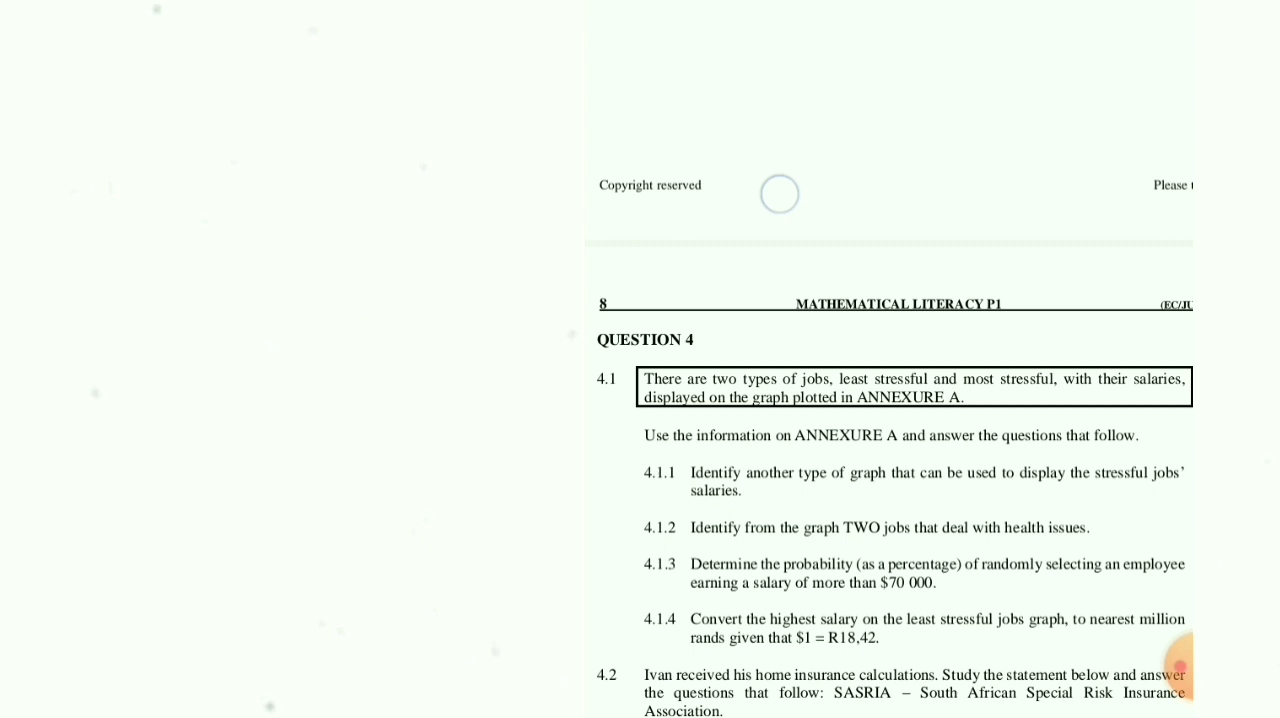 Copyright reserved Please
8 MATHEMATICAL LITERACY P1 (EC/JU
QUESTION 4
4.1 There are two types of jobs, least stressful and most stressful, with their salaries,
displayed on the graph plotted in ANNEXURE A.
Use the information on ANNEXURE A and answer the questions that follow.
4.1.1 Identify another type of graph that can be used to display the stressful jobs'
salaries.
4.1.2 Identify from the graph TWO jobs that deal with health issues.
4.1.3 Determine the probability (as a percentage) of randomly selecting an employee
earning a salary of more than $70 000.
4.1.4 Convert the highest salary on the least stressful jobs graph, to nearest million
rands given that $1 = R18,42.
4.2 Ivan received his home insurance calculations. Study the statement below and answer
the questions that follow: SASRIA – South African Special Risk Insurance
Association.